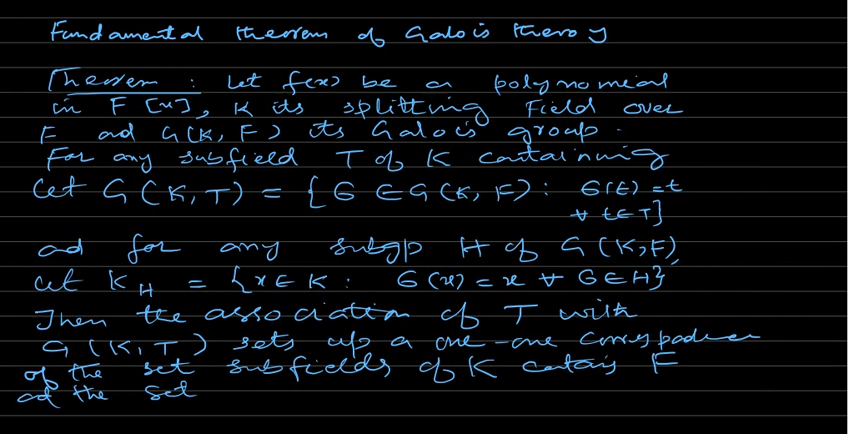 Fundamental theorem of Galois theroy
Theorem: Let f(x) be a polynomial
in F[x], K its splitting Field over
F and G(K, F) its Galois group.
For any subfield T of K containing
Let G(K, T) = { σ ∈ G(K, F) : σ(t) = t
∀ t ∈ T }
and for any subgp H of G(K, F),
let K_H = { x ∈ K : σ(x) = x ∀ σ ∈ H }
Then the association of T with
G(K, T) sets up a one-one correspondence
of the set subfields of K contains F
and the set